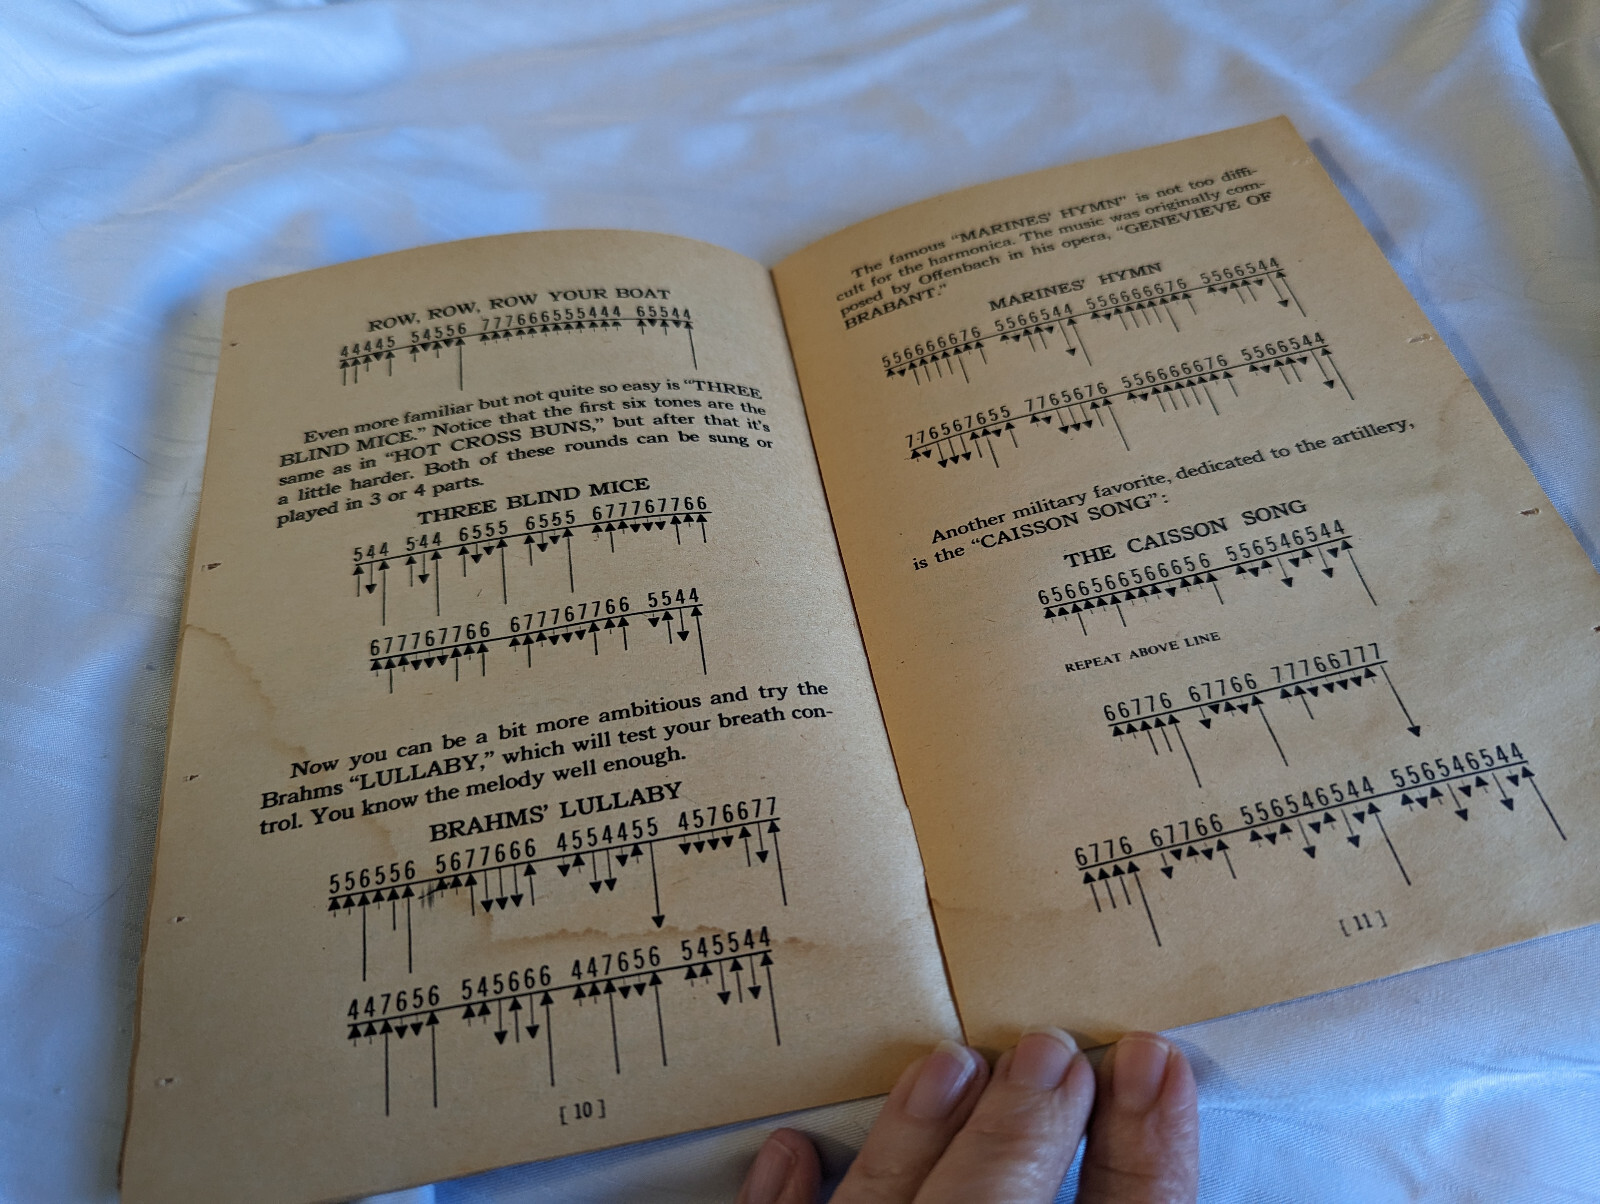 ROW, ROW, ROW YOUR BOAT
44445 54556 777666555444 65544
Even more familiar but not quite so easy is “THREE
BLIND MICE.” Notice that the first six tones are the
same as in “HOT CROSS BUNS,” but after that it’s
a little harder. Both of these rounds can be sung or
played in 3 or 4 parts.
THREE BLIND MICE
544 544 6555 6555 677767766
677767766 677767766 5544
Now you can be a bit more ambitious and try the
Brahms “LULLABY,” which will test your breath con-
trol. You know the melody well enough.
BRAHMS’ LULLABY
556556 5677666 4554455 4576677
447656 545666 447656 545544
[ 10 ]
The famous “MARINES’ HYMN” is not too diffi-
cult for the harmonica. The music was originally com-
posed by Offenbach in his opera, “GENEVIEVE OF
BRABANT.”
MARINES’ HYMN
556666676 5566544 556666676 5566544
776567655 7765676 556666676 5566544
Another military favorite, dedicated to the artillery,
is the “CAISSON SONG”:
THE CAISSON SONG
6566566566656 556546544
REPEAT ABOVE LINE
66776 67766 77766777
6776 67766 556546544 556546544
[ 11 ]